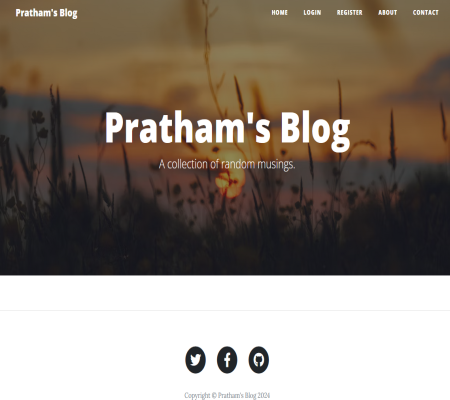 Pratham's Blog
HOME LOGIN REGISTER ABOUT CONTACT
Pratham's Blog
A collection of random musings.
Copyright © Pratham's Blog 2024